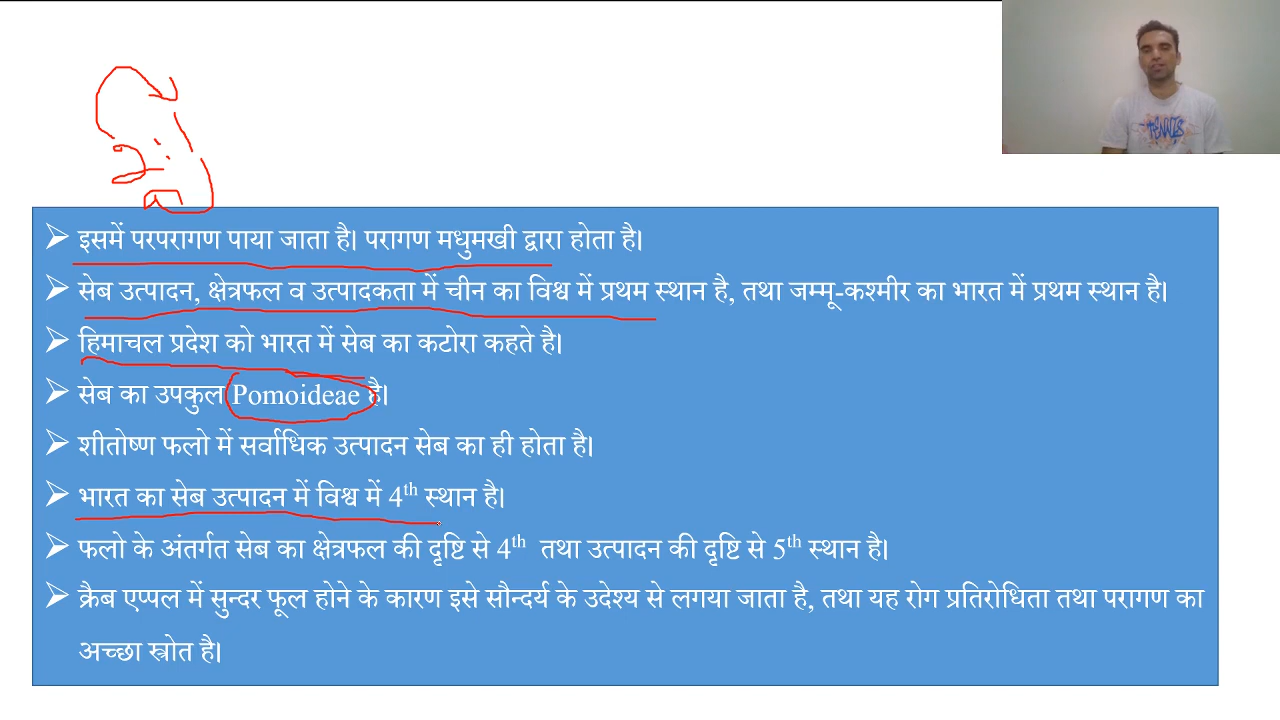 TENNIS
➢ इसमें परपरागण पाया जाता है। परागण मधुमखी द्वारा होता है।
➢ सेब उत्पादन, क्षेत्रफल व उत्पादकता में चीन का विश्व में प्रथम स्थान है, तथा जम्मू-कश्मीर का भारत में प्रथम स्थान है।
➢ हिमाचल प्रदेश को भारत में सेब का कटोरा कहते है।
➢ सेब का उपकुल Pomoideae है।
➢ शीतोष्ण फलो में सर्वाधिक उत्पादन सेब का ही होता है।
➢ भारत का सेब उत्पादन में विश्व में 4th स्थान है।
➢ फलो के अंतर्गत सेब का क्षेत्रफल की दृष्टि से 4th तथा उत्पादन की दृष्टि से 5th स्थान है।
➢ क्रैब एप्पल में सुन्दर फूल होने के कारण इसे सौन्दर्य के उदेश्य से लगया जाता है, तथा यह रोग प्रतिरोधिता तथा परागण का
अच्छा स्त्रोत है।